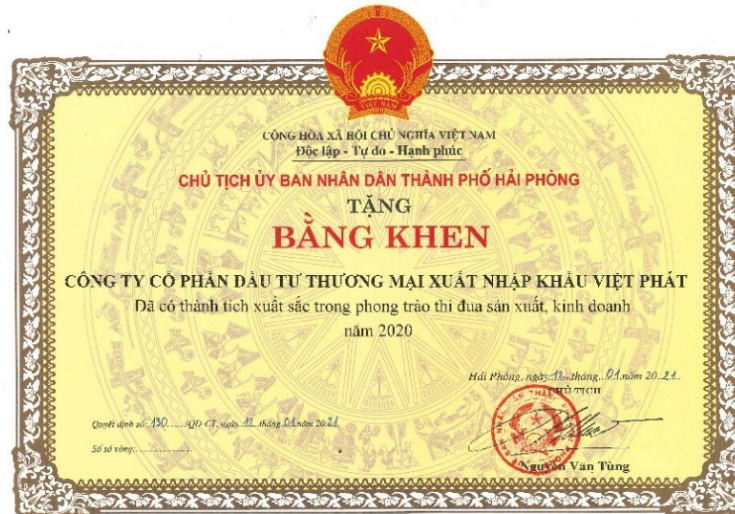 VIỆT NAM
CỘNG HÒA XÃ HỘI CHỦ NGHĨA VIỆT NAM
Độc lập - Tự do - Hạnh phúc
CHỦ TỊCH ỦY BAN NHÂN DÂN THÀNH PHỐ HẢI PHÒNG
TẶNG
BẰNG KHEN
CÔNG TY CỔ PHẦN ĐẦU TƯ THƯƠNG MẠI XUẤT NHẬP KHẨU VIỆT PHÁT
Đã có thành tích xuất sắc trong phong trào thi đua sản xuất, kinh doanh
năm 2020
Hải Phòng, ngày 12 tháng 01 năm 2021
CHỦ TỊCH
Quyết định số: 130 /QĐ-CT, ngày 12 tháng 01 năm 2021
Số sổ vàng:
Nguyễn Văn Tùng